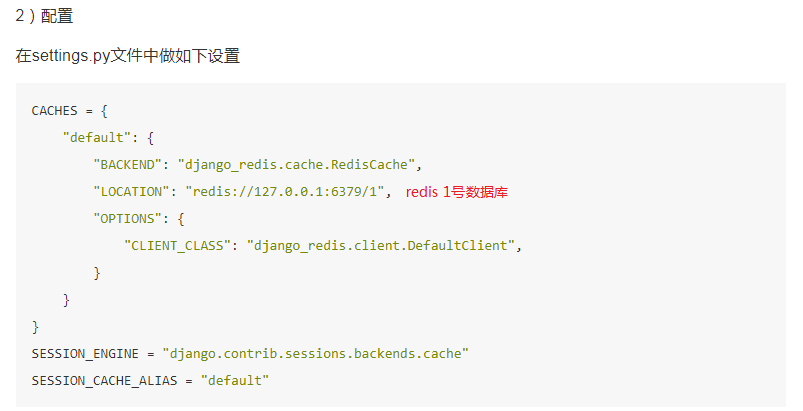 2）配置
在settings.py文件中做如下设置
CACHES = {
"default": {
"BACKEND": "django_redis.cache.RedisCache",
"LOCATION": "redis://127.0.0.1:6379/1", redis 1号数据库
"OPTIONS": {
"CLIENT_CLASS": "django_redis.client.DefaultClient",
}
}
}
SESSION_ENGINE = "django.contrib.sessions.backends.cache"
SESSION_CACHE_ALIAS = "default"